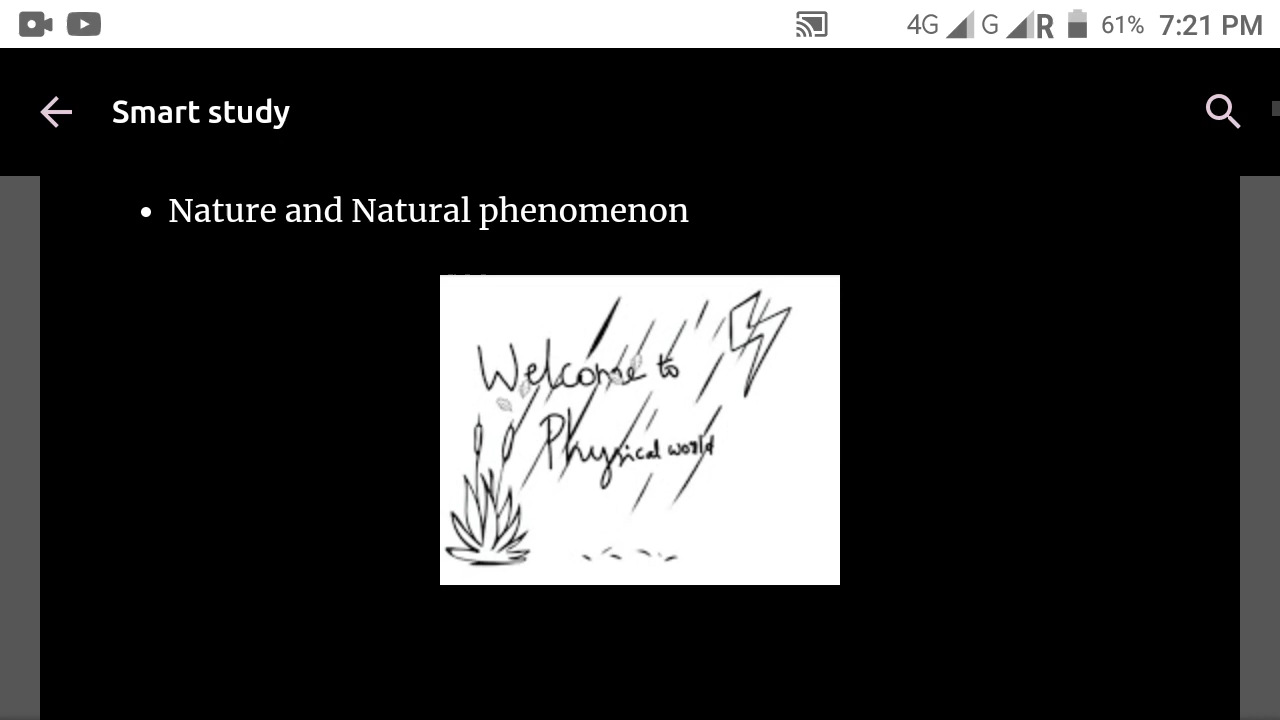 4G G R 61% 7:21 PM
Smart study
• Nature and Natural phenomenon
Welcome to
Physical world